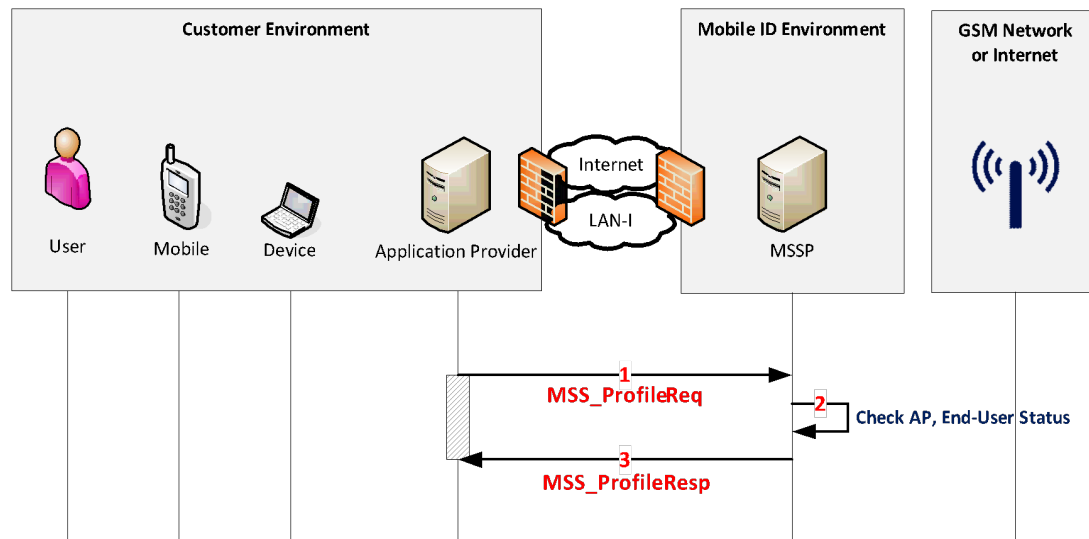 Customer Environment
Mobile ID Environment
GSM Network
or Internet
Internet
LAN-I
User
Mobile
Device
Application Provider
MSSP
1
MSS_ProfileReq
2
Check AP, End-User Status
3
MSS_ProfileResp